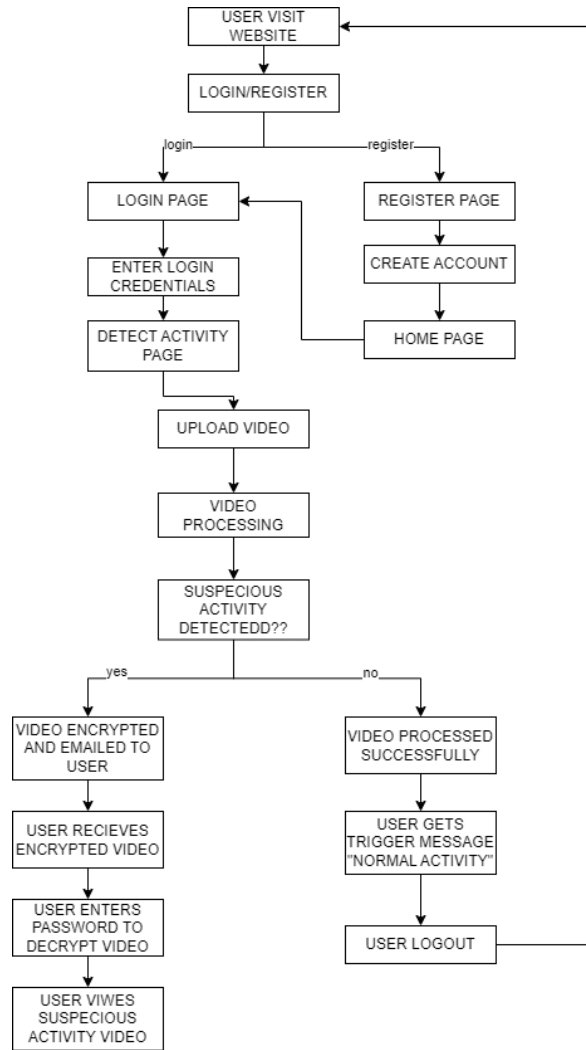 USER VISIT
WEBSITE
LOGIN/REGISTER
login
register
LOGIN PAGE
REGISTER PAGE
ENTER LOGIN
CREDENTIALS
CREATE ACCOUNT
DETECT ACTIVITY
PAGE
HOME PAGE
UPLOAD VIDEO
VIDEO
PROCESSING
SUSPECIOUS
ACTIVITY
DETECTEDD??
yes
no
VIDEO ENCRYPTED
AND EMAILED TO
USER
VIDEO PROCESSED
SUCCESSFULLY
USER RECIEVES
ENCRYPTED VIDEO
USER GETS
TRIGGER MESSAGE
"NORMAL ACTIVITY"
USER ENTERS
PASSWORD TO
DECRYPT VIDEO
USER LOGOUT
USER VIWES
SUSPECIOUS
ACTIVITY VIDEO